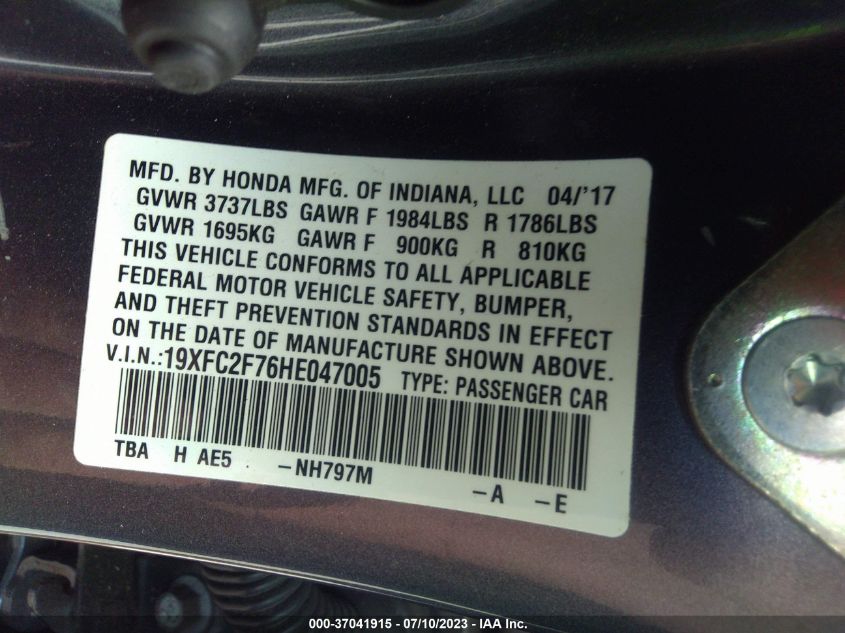 MFD. BY HONDA MFG. OF INDIANA, LLC 04/'17
GVWR 3737LBS GAWR F 1984LBS R 1786LBS
GVWR 1695KG GAWR F 900KG R 810KG
THIS VEHICLE CONFORMS TO ALL APPLICABLE
FEDERAL MOTOR VEHICLE SAFETY, BUMPER,
AND THEFT PREVENTION STANDARDS IN EFFECT
ON THE DATE OF MANUFACTURE SHOWN ABOVE.
V.I.N.:19XFC2F76HE047005 TYPE: PASSENGER CAR
TBA H AE5 -NH797M -A -E
000-37041915 - 07/10/2023 - IAA Inc.